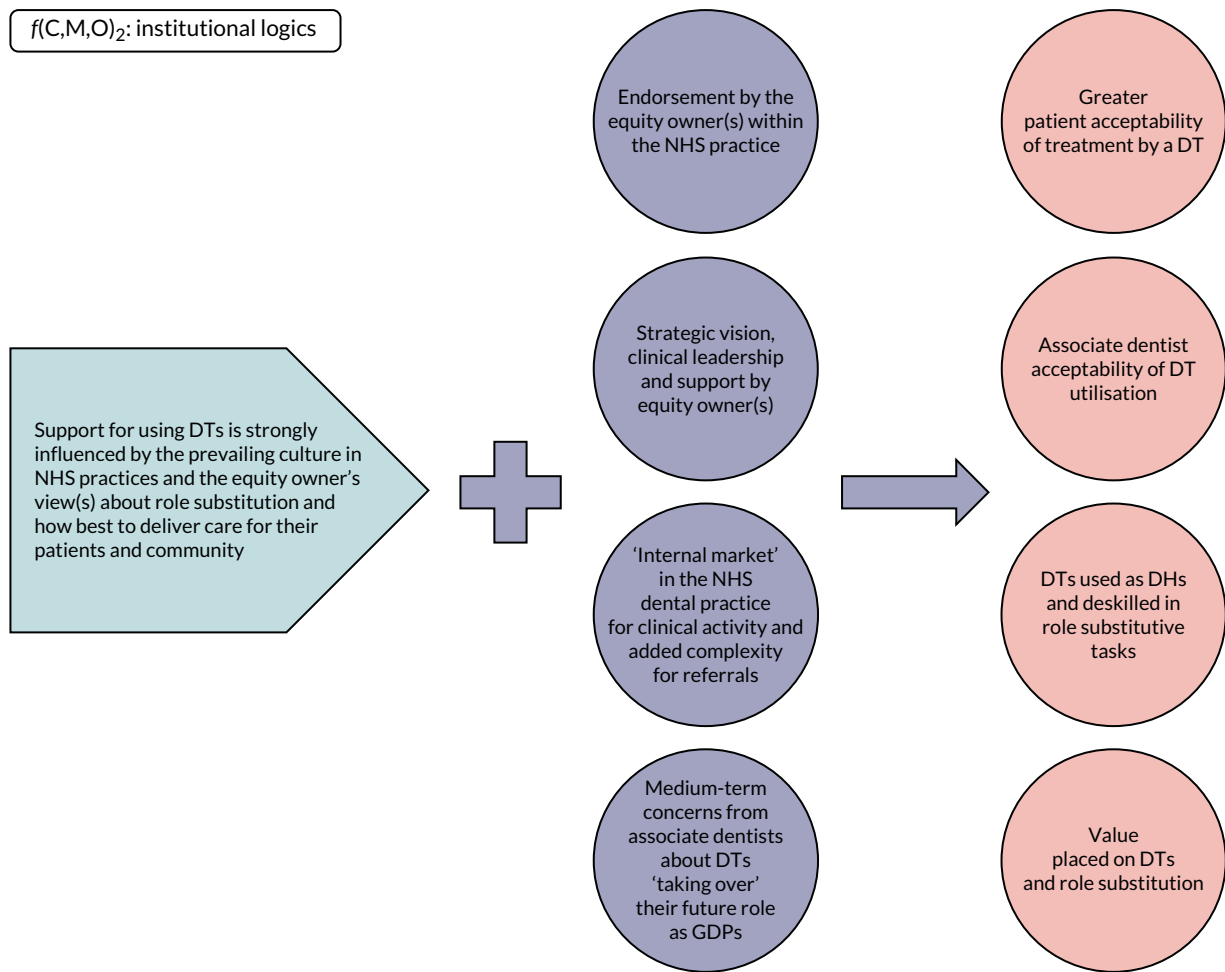 f(C,M,O)2: institutional logics
Support for using DTs is strongly
influenced by the prevailing culture in
NHS practices and the equity owner’s
view(s) about role substitution and
how best to deliver care for their
patients and community
Endorsement by the
equity owner(s) within
the NHS practice
Strategic vision,
clinical leadership
and support by
equity owner(s)
‘Internal market’
in the NHS
dental practice
for clinical activity and
added complexity
for referrals
Medium-term
concerns from
associate dentists
about DTs
‘taking over’
their future role
as GDPs
Greater
patient acceptability
of treatment by a DT
Associate dentist
acceptability of DT
utilisation
DTs used as DHs
and deskilled in
role substitutive
tasks
Value
placed on DTs
and role substitution